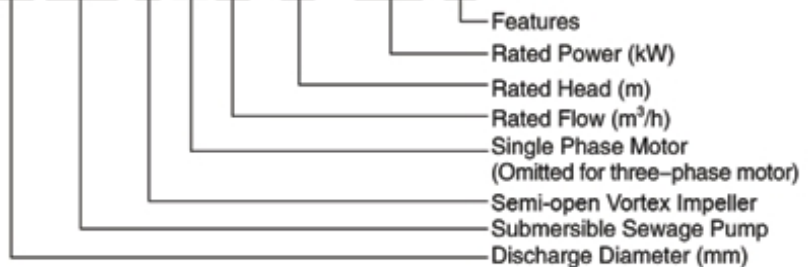 Features
Rated Power (kW)
Rated Head (m)
Rated Flow (m³/h)
Single Phase Motor
(Omitted for three–phase motor)
Semi-open Vortex Impeller
Submersible Sewage Pump
Discharge Diameter (mm)